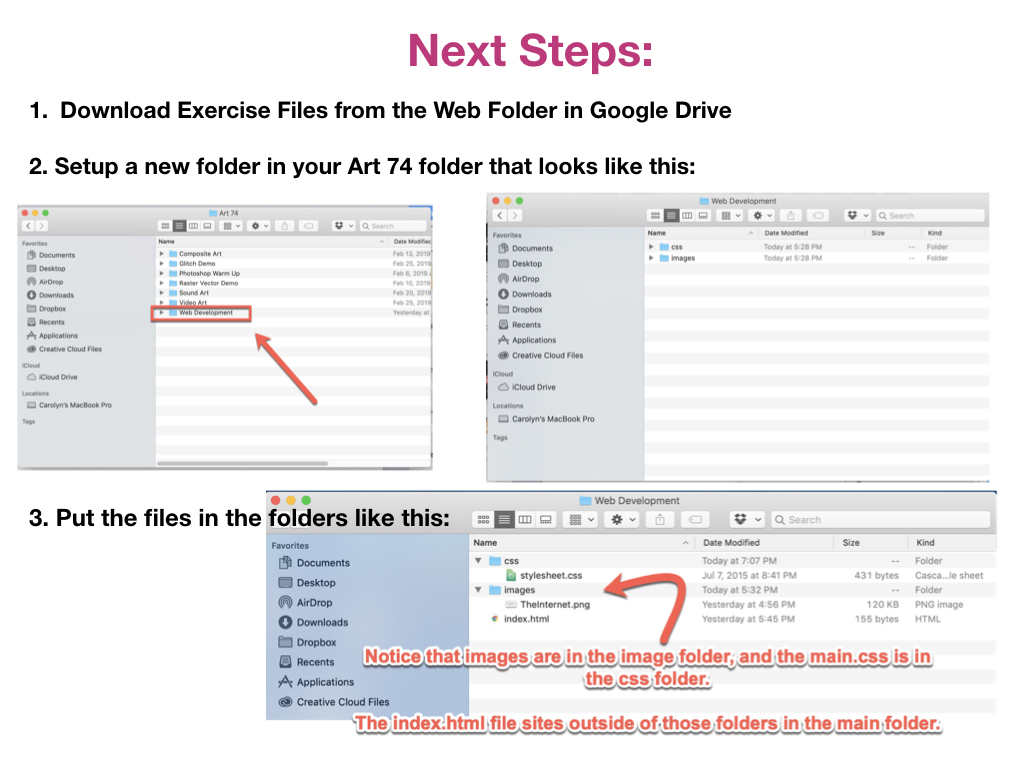 Next Steps:
1. Download Exercise Files from the Web Folder in Google Drive
2. Setup a new folder in your Art 74 folder that looks like this:
Art 74
Search
Favorites
Documents
Desktop
AirDrop
Downloads
Dropbox
Recents
Applications
Creative Cloud Files
iCloud
iCloud Drive
Locations
Carolyn's MacBook Pro
Tags
Name Date Modified
Composite Art Feb 13, 2019
Glitch Demo Feb 25, 2019
Photoshop Warm Up Feb 6, 2019 a
Raster Vector Demo Feb 10, 2019
Sound Art Feb 20, 2019
Video Art Feb 25, 2019
Web Development Yesterday at
Web Development
Search
Favorites
Documents
Desktop
AirDrop
Downloads
Dropbox
Recents
Applications
Creative Cloud Files
iCloud
iCloud Drive
Locations
Carolyn's MacBook Pro
Tags
Name Date Modified Size Kind
css Today at 5:28 PM -- Folder
images Today at 5:28 PM -- Folder
3. Put the files in the folders like this:
Web Development
Search
Favorites
Documents
Desktop
AirDrop
Downloads
Dropbox
Recents
Applications
Creative Cloud Files
Name Date Modified Size Kind
css Today at 7:07 PM -- Folder
stylesheet.css Jul 7, 2015 at 8:41 PM 431 bytes Casca...le sheet
images Today at 5:32 PM -- Folder
TheInternet.png Yesterday at 4:56 PM 120 KB PNG image
index.html Yesterday at 5:45 PM 155 bytes HTML
Notice that images are in the image folder, and the main.css is in
the css folder.
The index.html file sites outside of those folders in the main folder.